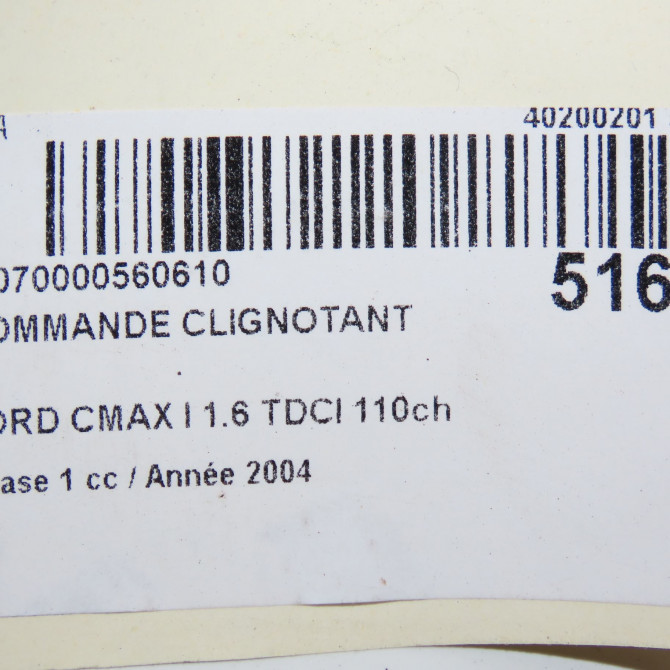 A 40200201
070000560610 516
OMMANDE CLIGNOTANT
ORD CMAX I 1.6 TDCI 110ch
ase 1 cc / Année 2004